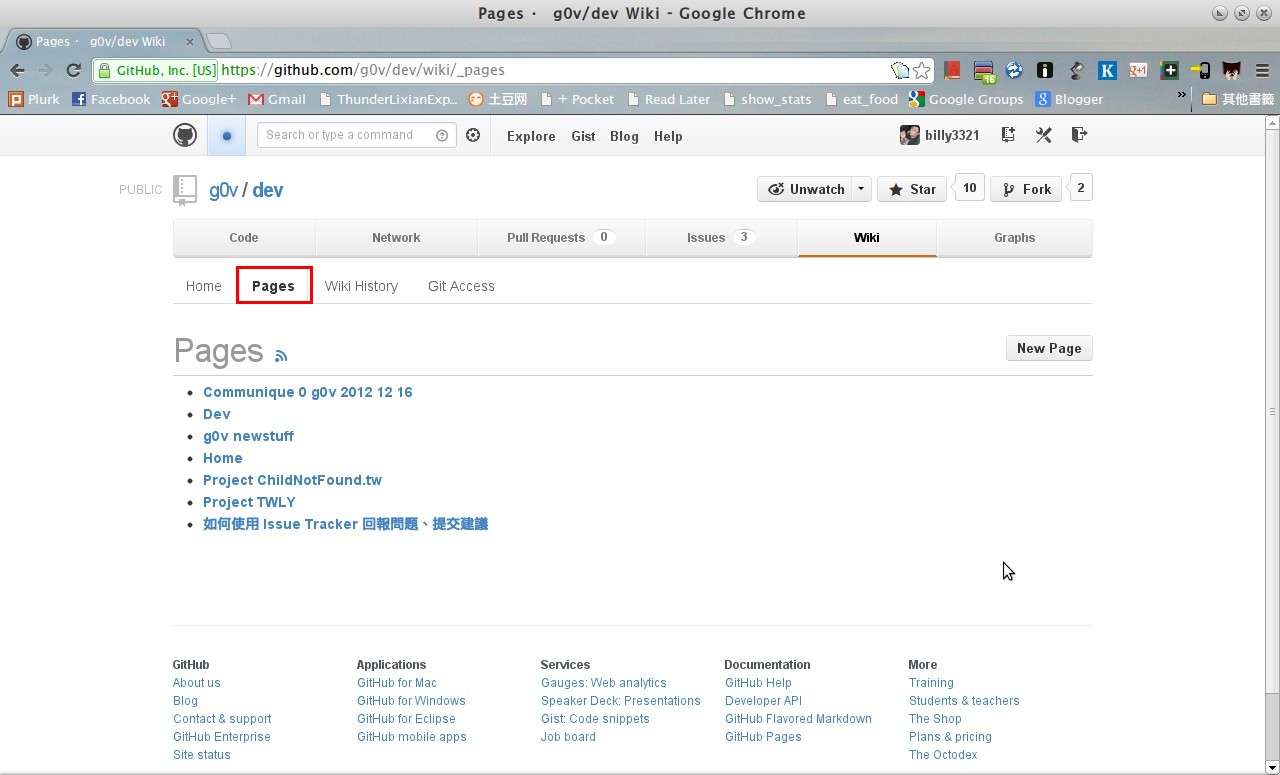 Pages · g0v/dev Wiki - Google Chrome
Pages · g0v/dev Wiki
GitHub, Inc. [US] https://github.com/g0v/dev/wiki/_pages
Plurk Facebook Google+ Gmail ThunderLixianExp... 土豆网 + Pocket Read Later show_stats eat_food Google Groups Blogger » 其他書籤
Search or type a command Explore Gist Blog Help billy3321
PUBLIC g0v / dev Unwatch Star 10 Fork 2
Code Network Pull Requests 0 Issues 3 Wiki Graphs
Home Pages Wiki History Git Access
Pages New Page
Communique 0 g0v 2012 12 16
Dev
g0v newstuff
Home
Project ChildNotFound.tw
Project TWLY
如何使用 Issue Tracker 回報問題、提交建議
GitHub Applications Services Documentation More
About us GitHub for Mac Gauges: Web analytics GitHub Help Training
Blog GitHub for Windows Speaker Deck: Presentations Developer API Students & teachers
Contact & support GitHub for Eclipse Gist: Code snippets GitHub Flavored Markdown The Shop
GitHub Enterprise GitHub mobile apps Job board GitHub Pages Plans & pricing
Site status The Octodex